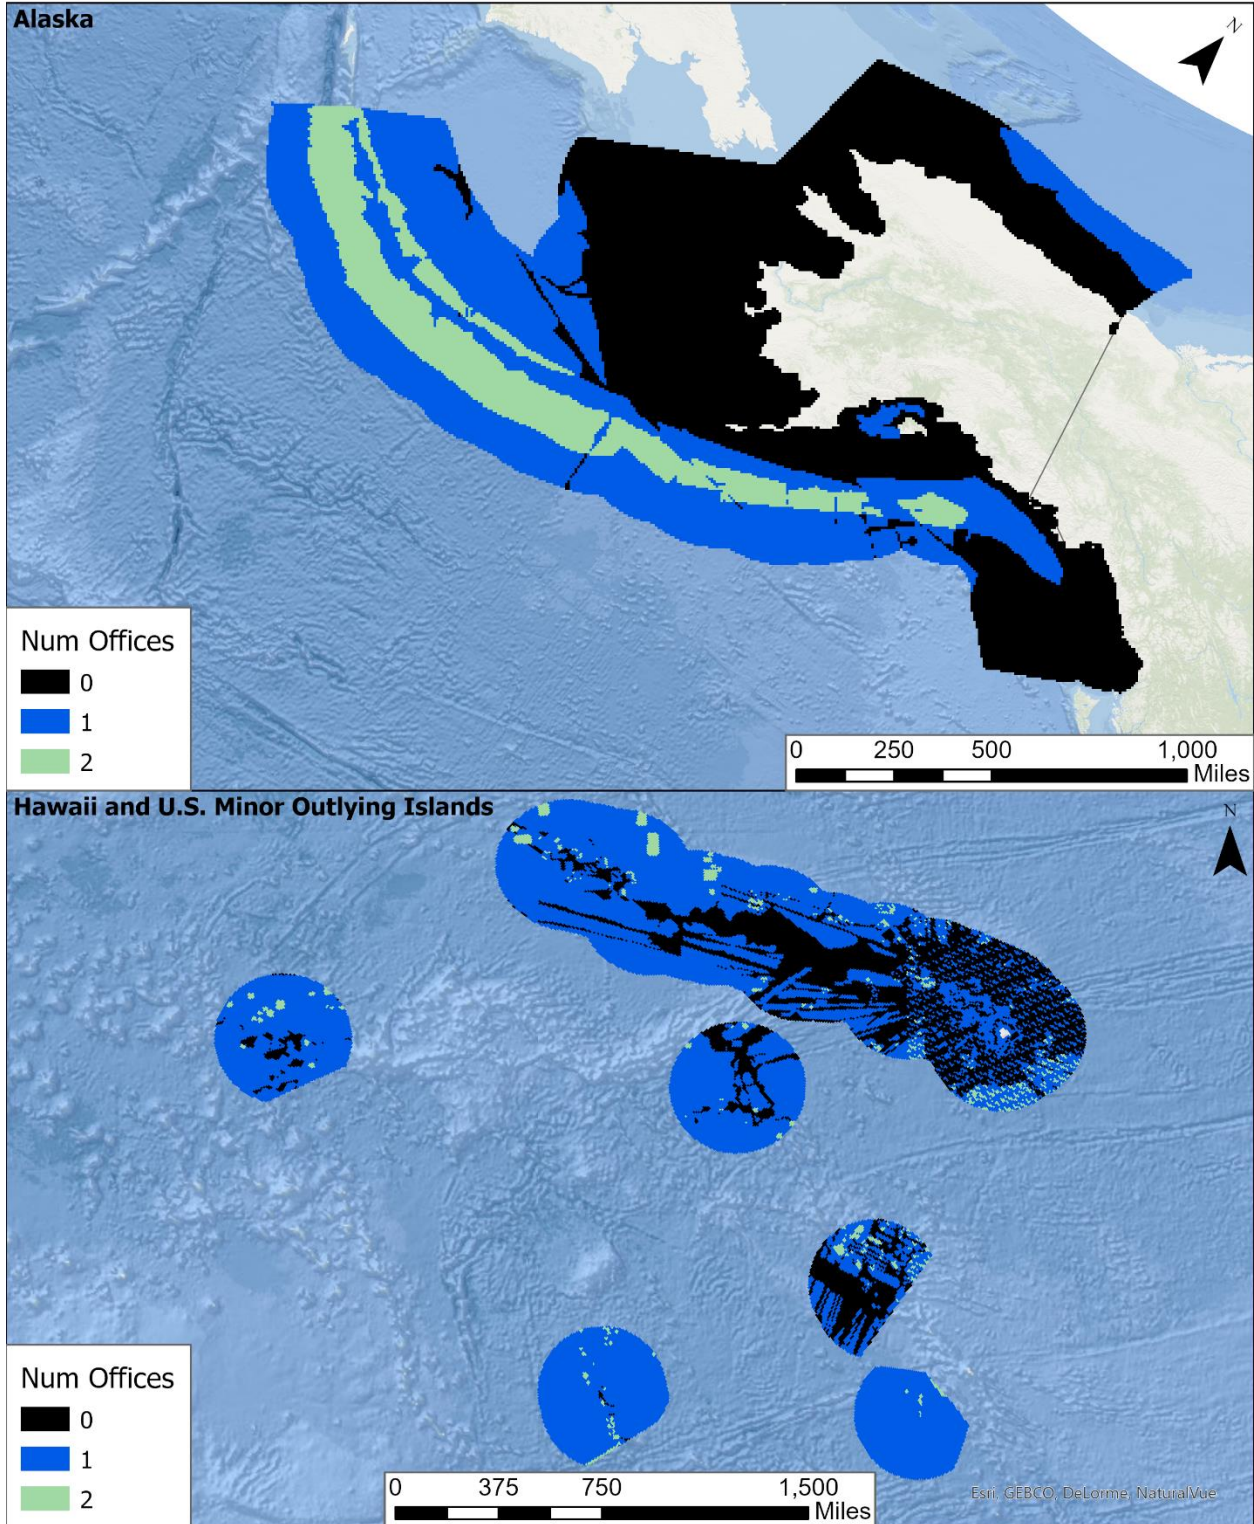 Alaska
N
Num Offices
0
1
2
0 250 500 1,000
Miles
Hawaii and U.S. Minor Outlying Islands
N
Num Offices
0
1
2
0 375 750 1,500
Miles
Esri, GEBCO, DeLorme, NaturalVue